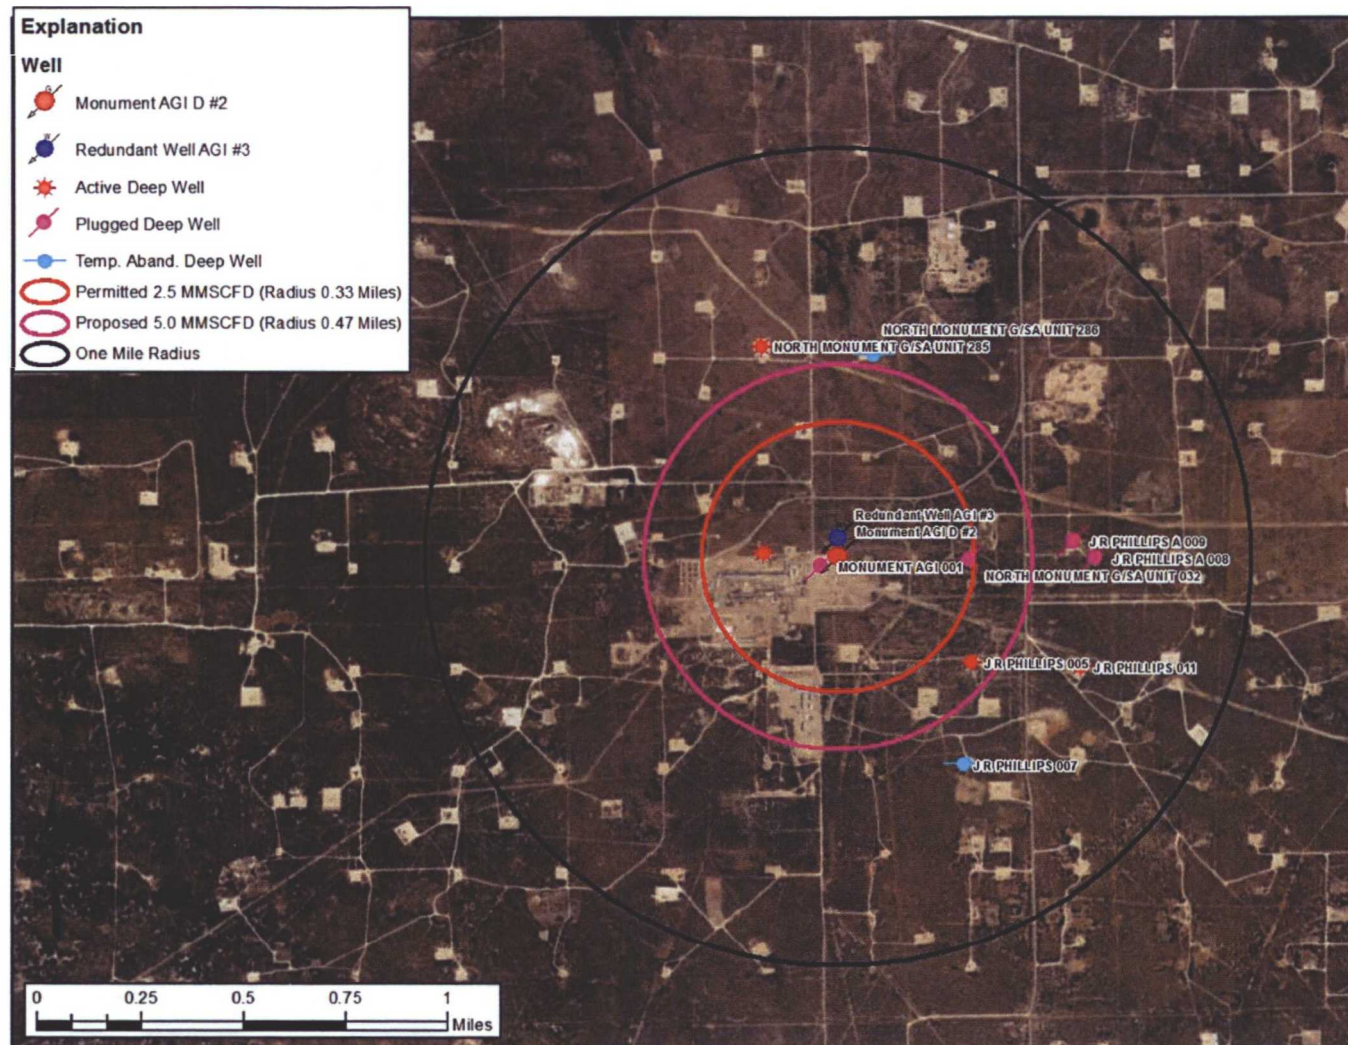 Explanation
Well
Monument AGI D #2
Redundant Well AGI #3
Active Deep Well
Plugged Deep Well
Temp. Aband. Deep Well
Permitted 2.5 MMSCFD (Radius 0.33 Miles)
Proposed 5.0 MMSCFD (Radius 0.47 Miles)
One Mile Radius
NORTH MONUMENT G/SA UNIT 286
NORTH MONUMENT G/SA UNIT 285
Redundant Well AGI #3
Monument AGI D #2
MONUMENT AGI 001
J R PHILLIPS A 009
J R PHILLIPS A 008
NORTH MONUMENT G/SA UNIT 032
J R PHILLIPS 005
J R PHILLIPS 011
J R PHILLIPS 007
0 0.25 0.5 0.75 1
Miles